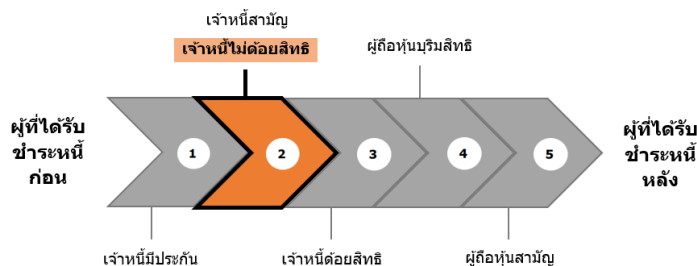 เจ้าหนี้สามัญ
เจ้าหนี้ไม่ด้อยสิทธิ
ผู้ถือหุ้นบุริมสิทธิ
ผู้ที่ได้รับ
ชำระหนี้
ก่อน
1
2
3
4
5
ผู้ที่ได้รับ
ชำระหนี้
หลัง
เจ้าหนี้มีประกัน
เจ้าหนี้ด้อยสิทธิ
ผู้ถือหุ้นสามัญ